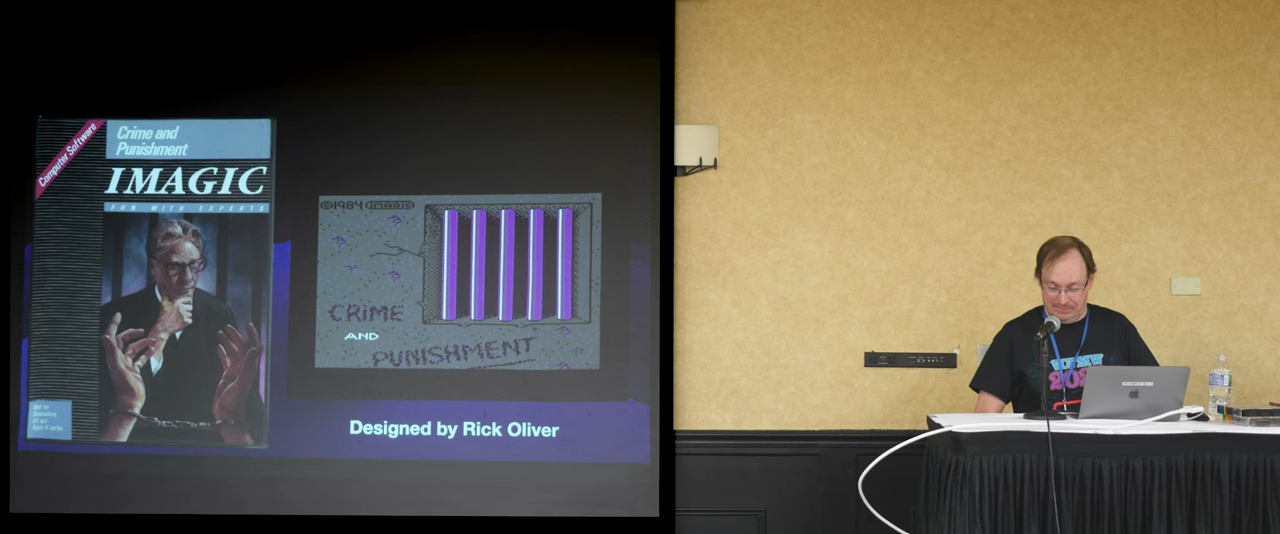 Computer Software
Crime and
Punishment
IMAGIC
FUN WITH EXPERTS
©1984 IMAGIC
CRIME
AND
PUNISHMENT
Designed by Rick Oliver